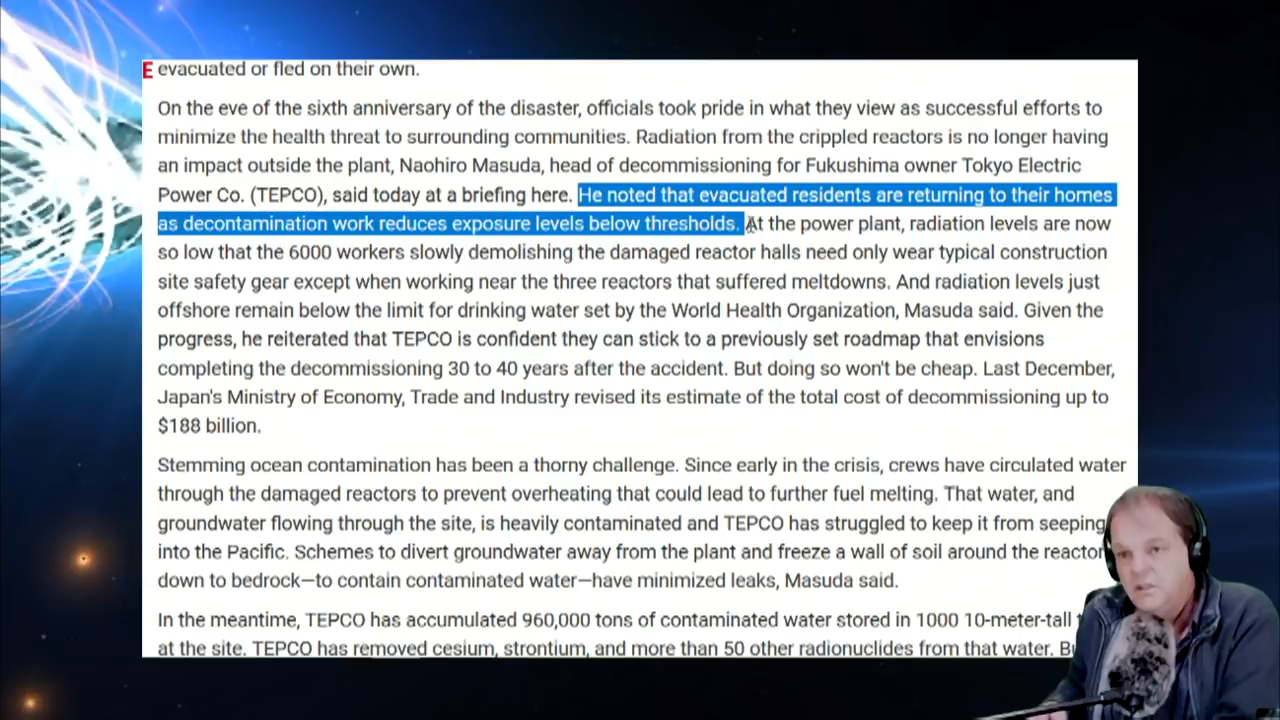 E evacuated or fled on their own.
On the eve of the sixth anniversary of the disaster, officials took pride in what they view as successful efforts to
minimize the health threat to surrounding communities. Radiation from the crippled reactors is no longer having
an impact outside the plant, Naohiro Masuda, head of decommissioning for Fukushima owner Tokyo Electric
Power Co. (TEPCO), said today at a briefing here. He noted that evacuated residents are returning to their homes
as decontamination work reduces exposure levels below thresholds. At the power plant, radiation levels are now
so low that the 6000 workers slowly demolishing the damaged reactor halls need only wear typical construction
site safety gear except when working near the three reactors that suffered meltdowns. And radiation levels just
offshore remain below the limit for drinking water set by the World Health Organization, Masuda said. Given the
progress, he reiterated that TEPCO is confident they can stick to a previously set roadmap that envisions
completing the decommissioning 30 to 40 years after the accident. But doing so won't be cheap. Last December,
Japan's Ministry of Economy, Trade and Industry revised its estimate of the total cost of decommissioning up to
$188 billion.
Stemming ocean contamination has been a thorny challenge. Since early in the crisis, crews have circulated water
through the damaged reactors to prevent overheating that could lead to further fuel melting. That water, and
groundwater flowing through the site, is heavily contaminated and TEPCO has struggled to keep it from seeping
into the Pacific. Schemes to divert groundwater away from the plant and freeze a wall of soil around the reactor
down to bedrock—to contain contaminated water—have minimized leaks, Masuda said.
In the meantime, TEPCO has accumulated 960,000 tons of contaminated water stored in 1000 10-meter-tall
at the site. TEPCO has removed cesium, strontium, and more than 50 other radionuclides from that water.